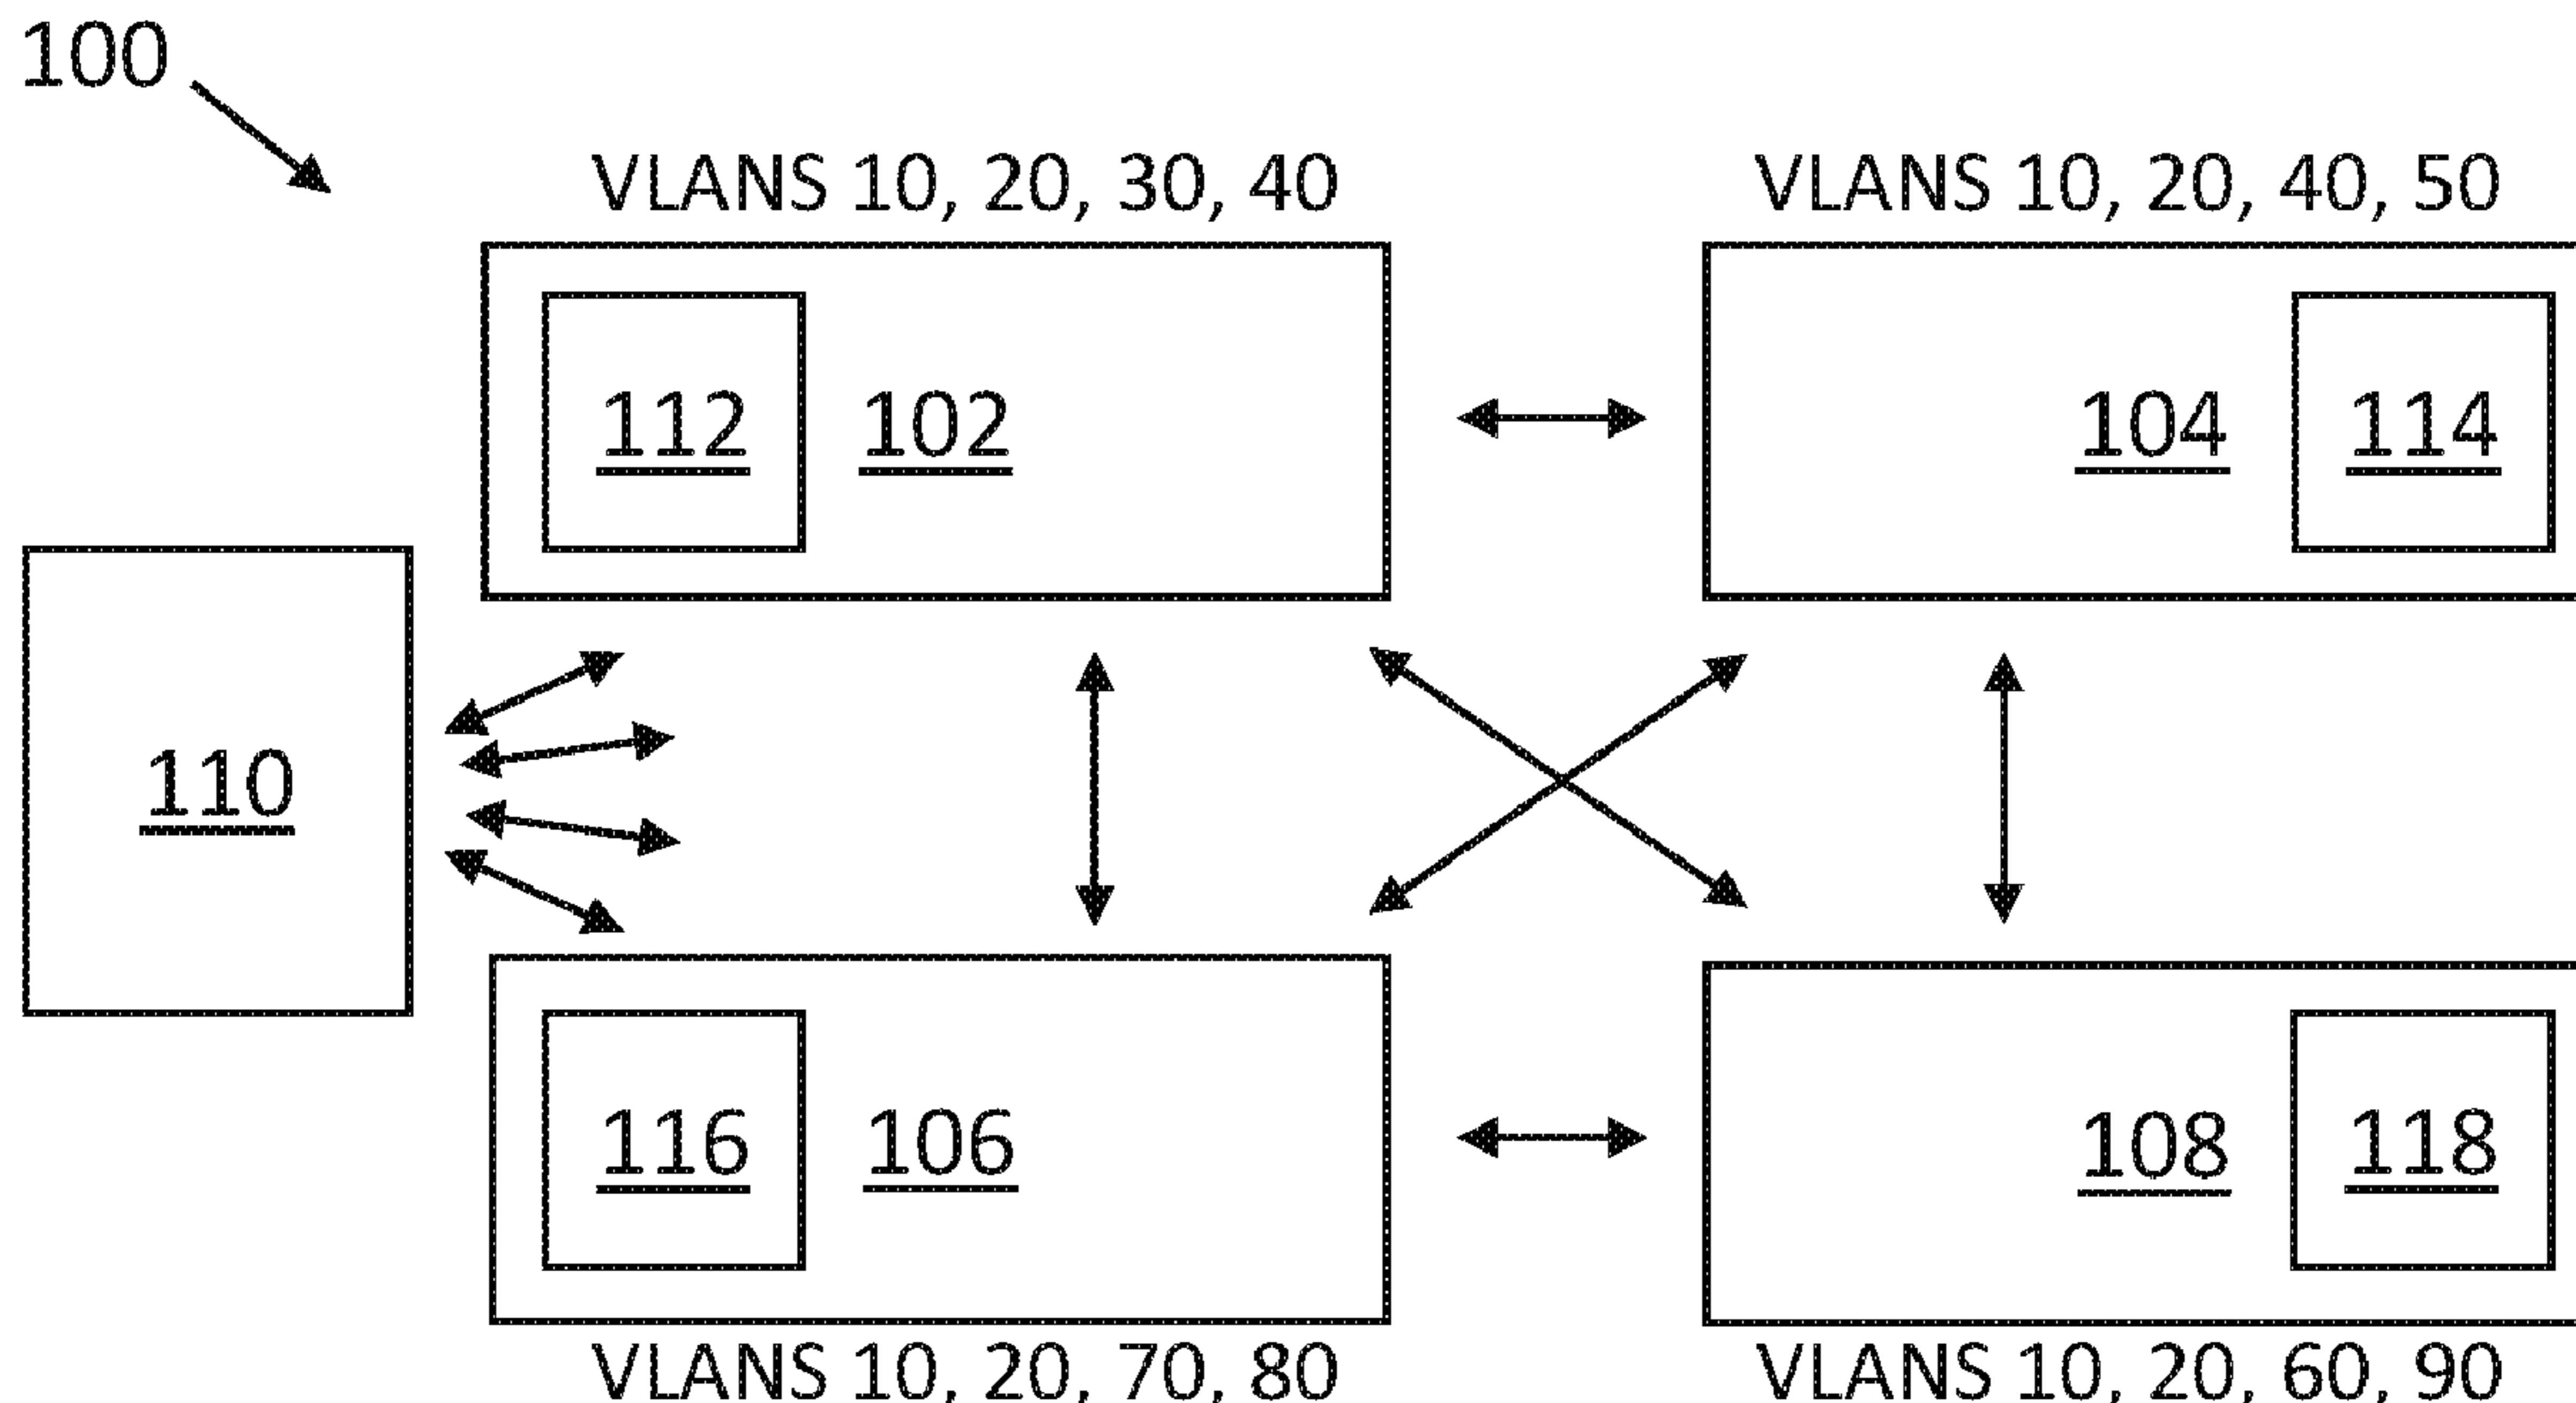 100
VLANS 10, 20, 30, 40
VLANS 10, 20, 40, 50
112
102
104
114
110
116
106
108
118
VLANS 10, 20, 70, 80
VLANS 10, 20, 60, 90